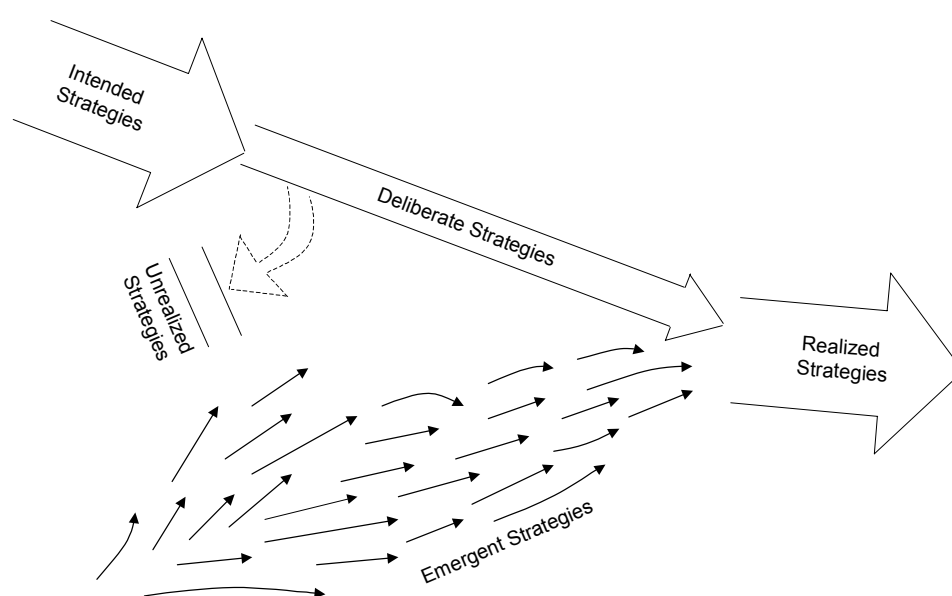 Intended
Strategies
Deliberate Strategies
Unrealized
Strategies
Realized
Strategies
Emergent Strategies